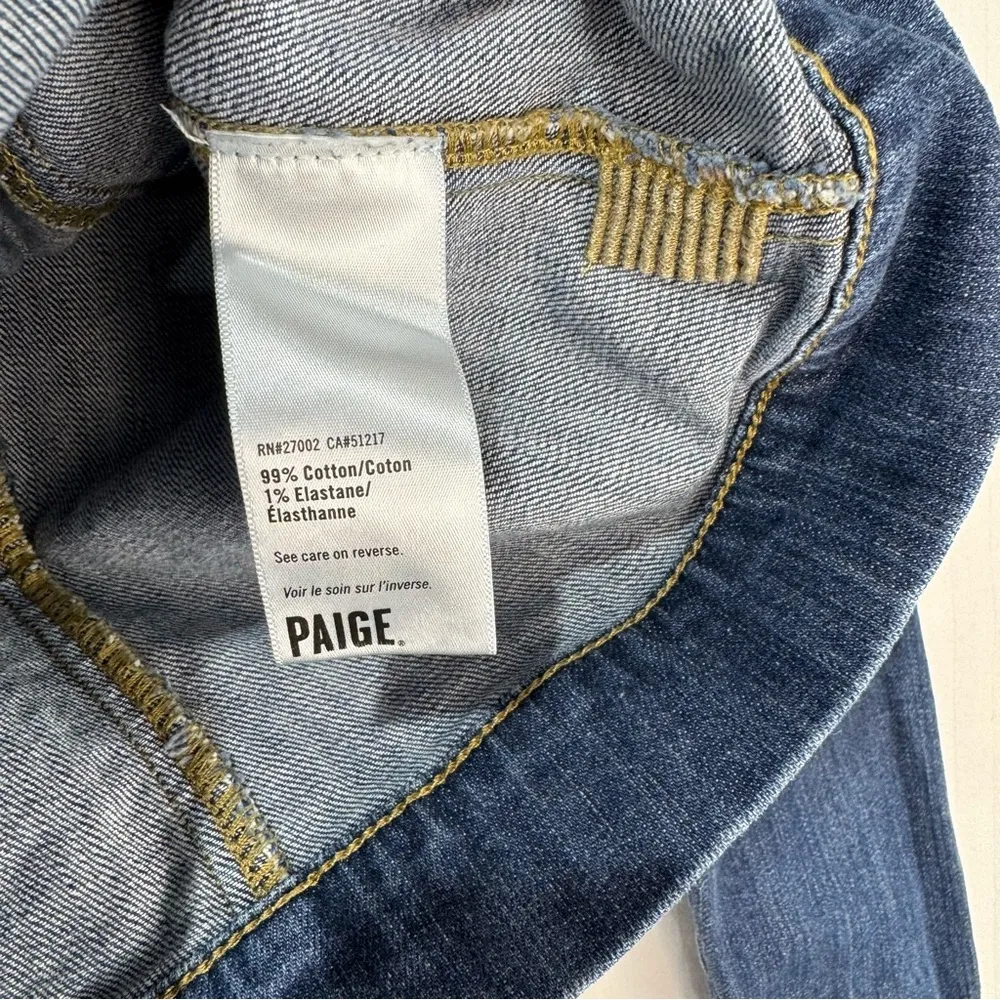 RN#27002 CA#51217
99% Cotton/Coton
1% Elastane/
Élasthanne
See care on reverse.
Voir le soin sur l'inverse.
PAIGE®